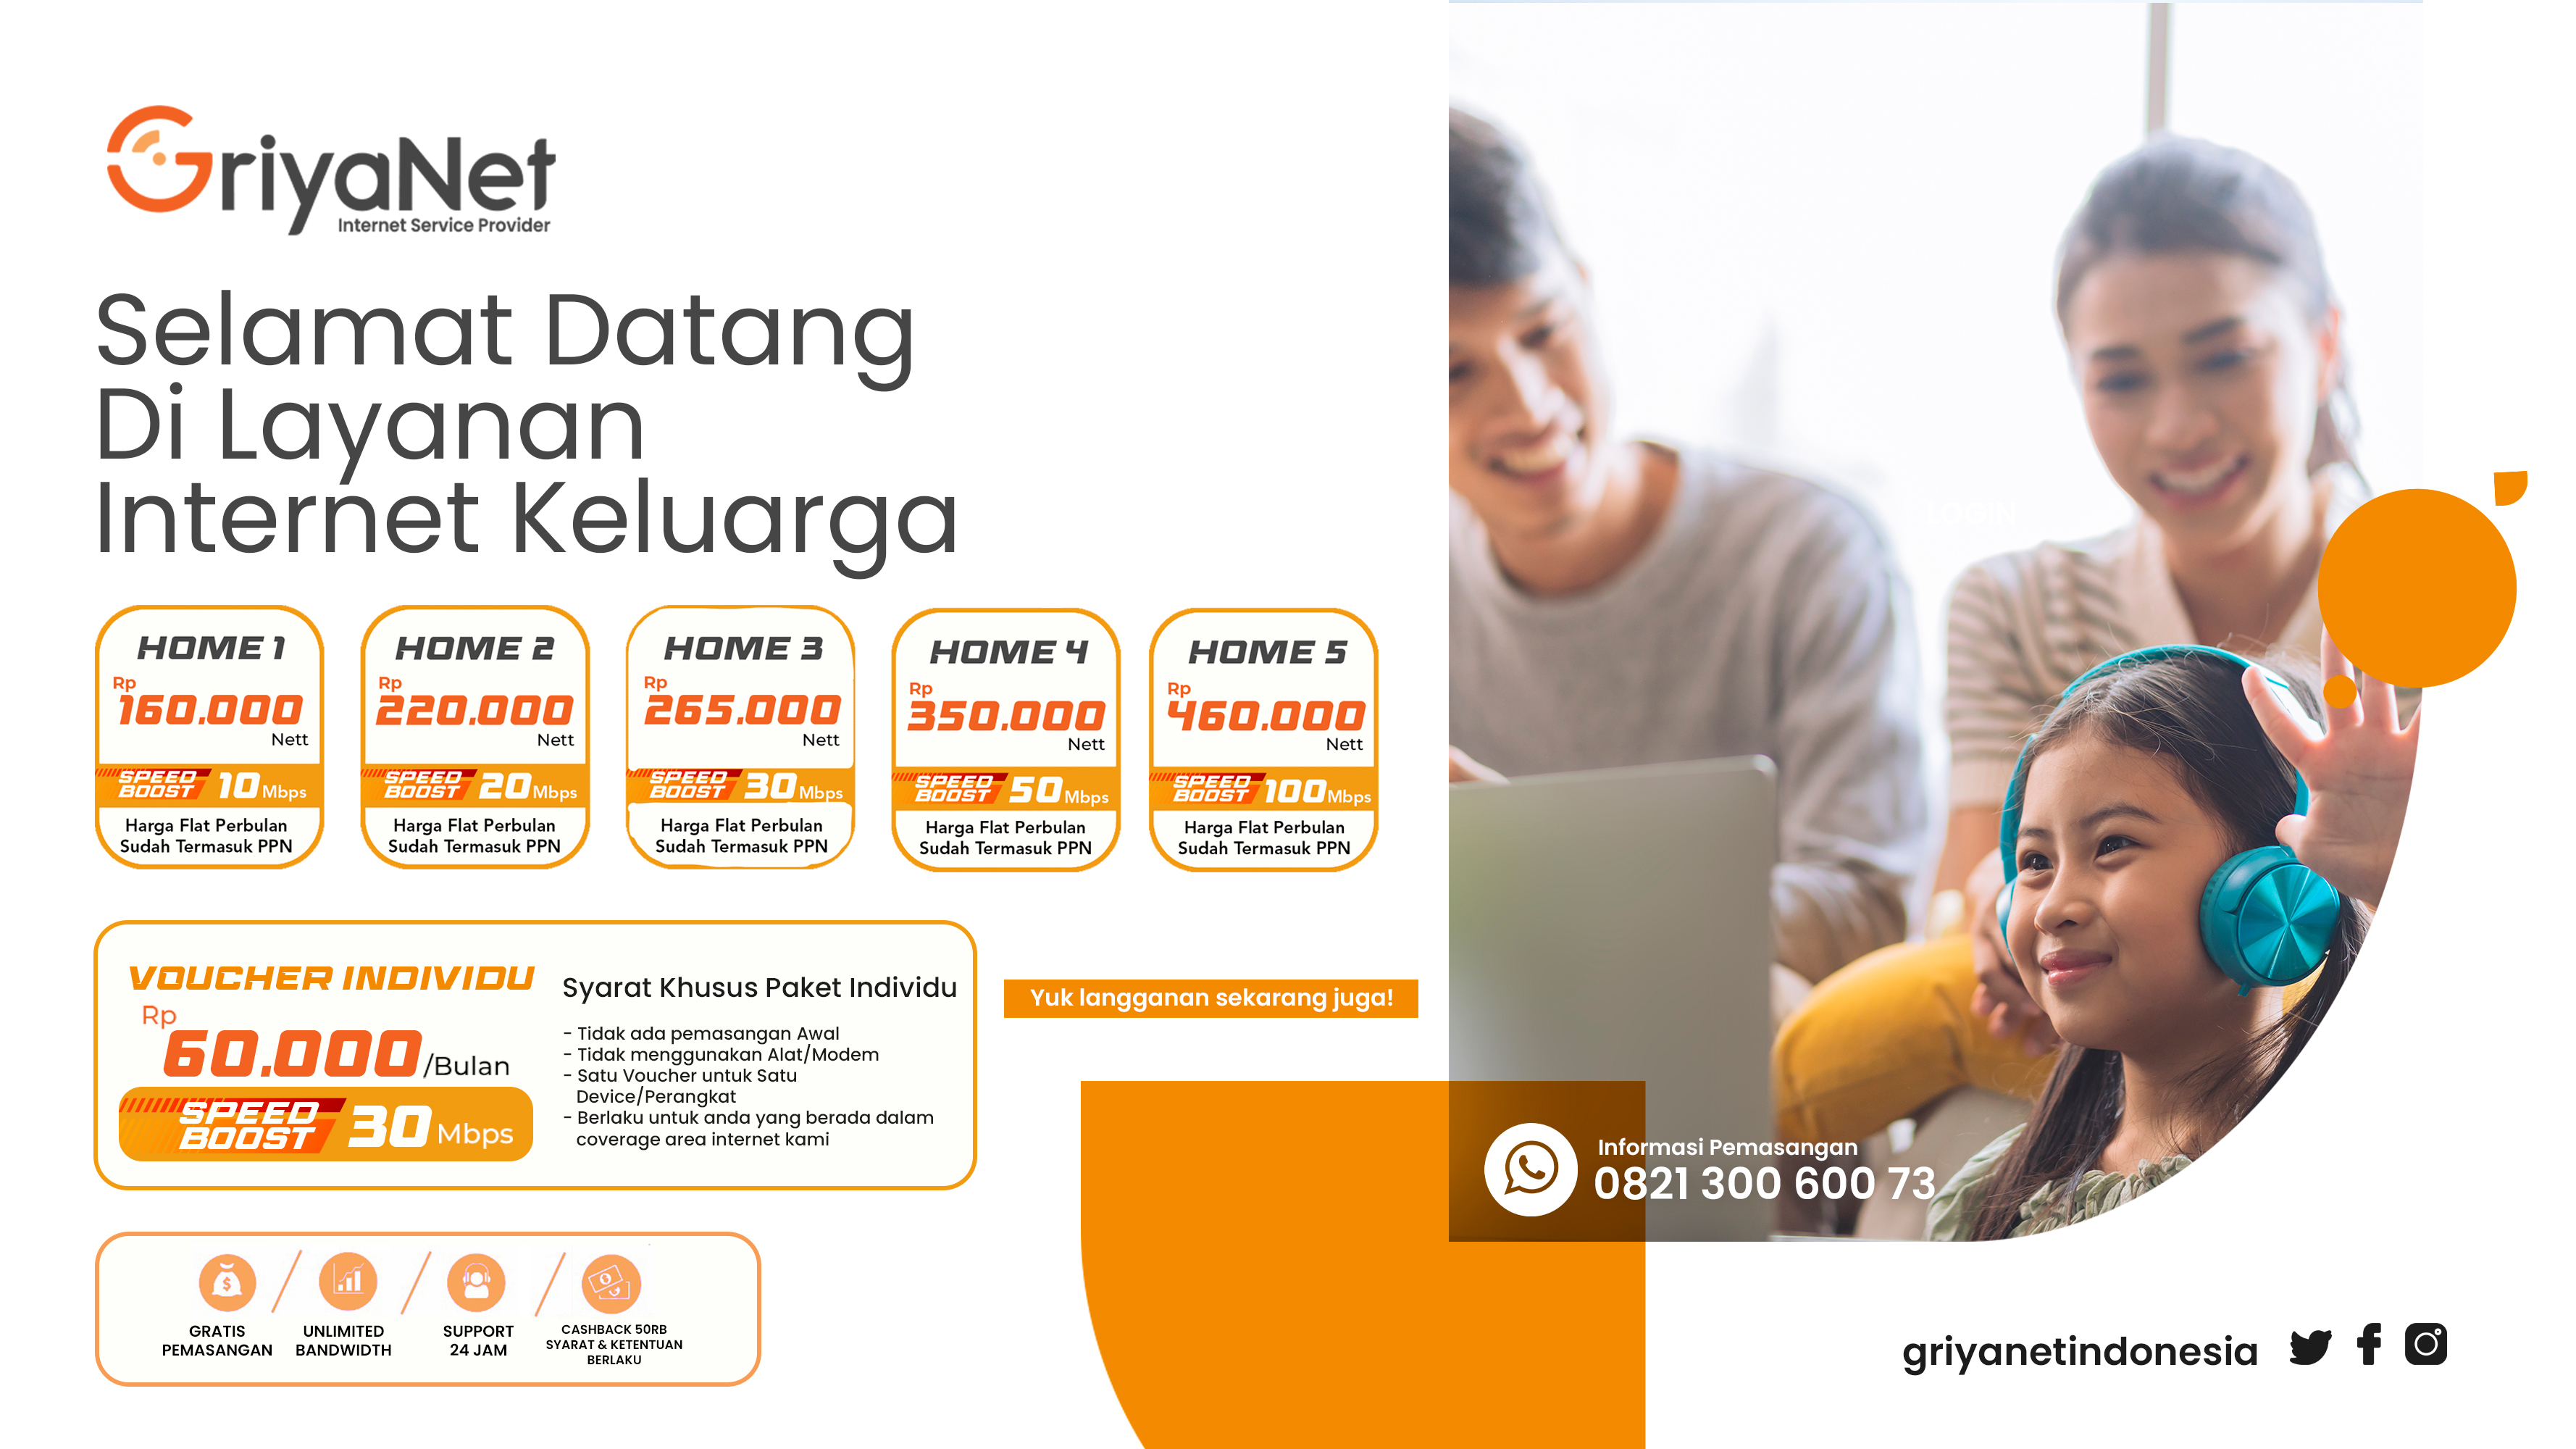 GriyaNet
Internet Service Provider
Selamat Datang
Di Layanan
Internet Keluarga
HOME 1
Rp
160.000
Nett
SPEED
BOOST
10 Mbps
Harga Flat Perbulan
Sudah Termasuk PPN
HOME 2
Rp
220.000
Nett
SPEED
BOOST
20 Mbps
Harga Flat Perbulan
Sudah Termasuk PPN
HOME 3
Rp
265.000
Nett
SPEED
BOOST
30 Mbps
Harga Flat Perbulan
Sudah Termasuk PPN
HOME 4
Rp
350.000
Nett
SPEED
BOOST
50 Mbps
Harga Flat Perbulan
Sudah Termasuk PPN
HOME 5
Rp
460.000
Nett
SPEED
BOOST
100 Mbps
Harga Flat Perbulan
Sudah Termasuk PPN
LOGIN
VOUCHER INDIVIDU
Rp
60.000 /Bulan
SPEED
BOOST
30 Mbps
Syarat Khusus Paket Individu
- Tidak ada pemasangan Awal
- Tidak menggunakan Alat/Modem
- Satu Voucher untuk Satu
Device/Perangkat
- Berlaku untuk anda yang berada dalam
coverage area internet kami
Yuk langganan sekarang juga!
Informasi Pemasangan
0821 300 600 73
GRATIS
PEMASANGAN
UNLIMITED
BANDWIDTH
SUPPORT
24 JAM
CASHBACK 50RB
SYARAT & KETENTUAN
BERLAKU
griyanetindonesia